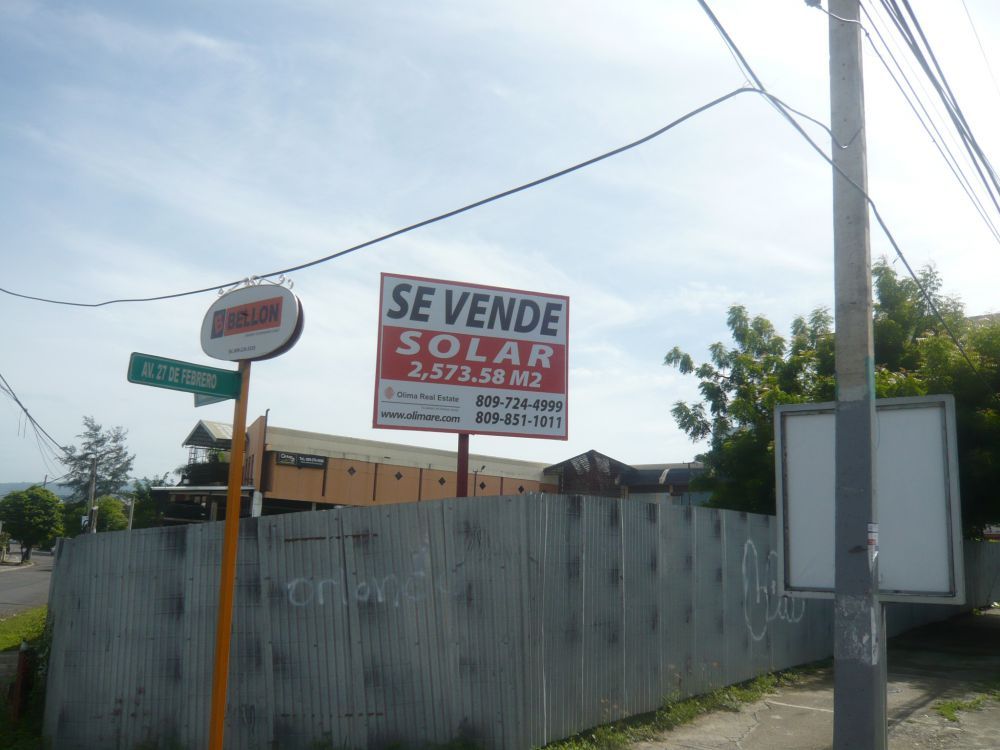 BELLON
AV. 27 DE FEBRERO
SE VENDE
SOLAR
2,573.58 M2
Olima Real Estate
809-724-4999
www.olimare.com
809-851-1011